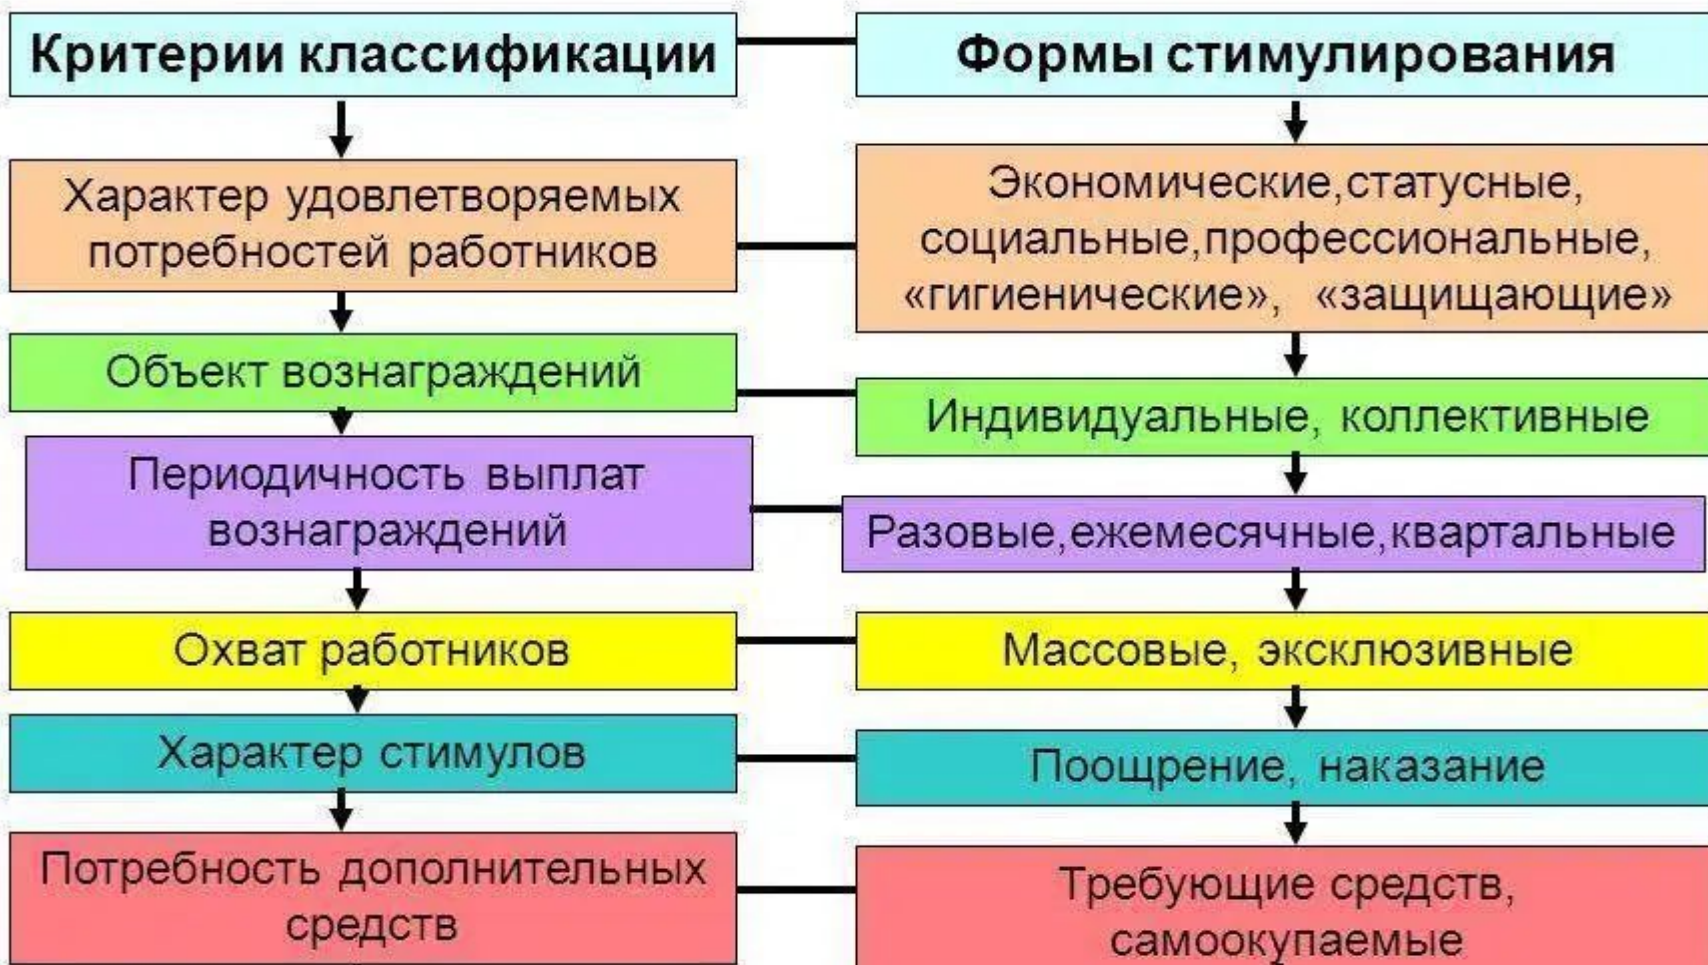 Критерии классификации
Формы стимулирования
Характер удовлетворяемых
потребностей работников
Экономические,статусные,
социальные,профессиональные,
«гигиенические», «защищающие»
Объект вознаграждений
Индивидуальные, коллективные
Периодичность выплат
вознаграждений
Разовые,ежемесячные,квартальные
Охват работников
Массовые, эксклюзивные
Характер стимулов
Поощрение, наказание
Потребность дополнительных
средств
Требующие средств,
самоокупаемые